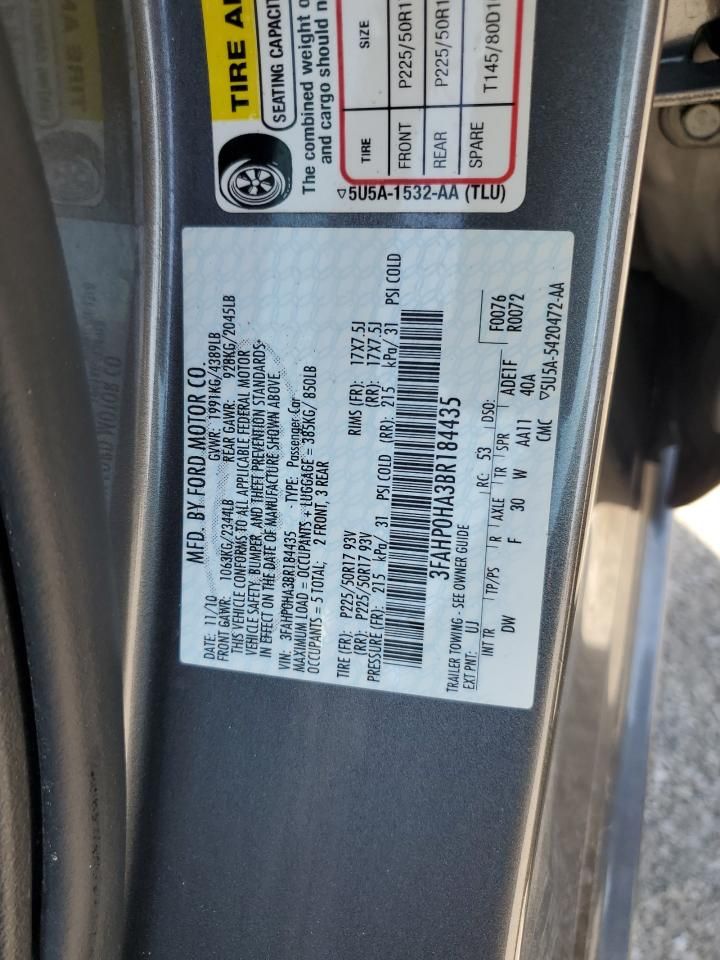 TIRE
SEATING CAPACIT
The combined weight o
and cargo should n
TIRE SIZE
FRONT P225/50R1
REAR P225/50R1
SPARE T145/80D1
▽5U5A-1532-AA (TLU)
MFD. BY FORD MOTOR CO.
DATE: 11/10 GVWR: 1991KG/4389LB
FRONT GAWR: 1063KG/2344LB REAR GAWR: 928KG/2045LB
THIS VEHICLE CONFORMS TO ALL APPLICABLE FEDERAL MOTOR
VEHICLE SAFETY, BUMPER, AND THEFT PREVENTION STANDARDS
IN EFFECT ON THE DATE OF MANUFACTURE SHOWN ABOVE.
VIN: 3FAHP0HA3BR184435 TYPE: Passenger Car
MAXIMUM LOAD = OCCUPANTS + LUGGAGE = 385KG/ 850LB
OCCUPANTS = 5 TOTAL; 2 FRONT, 3 REAR
TIRE (FR): P225/50R17 93V RIMS (FR): 17X7.5J
(RR): P225/50R17 93V (RR): 17X7.5J
PRESSURE (FR): 215 kPa/ 31 PSI COLD (RR): 215 kPa/ 31 PSI COLD
3FAHP0HA3BR184435
TRAILER TOWING - SEE OWNER GUIDE
EXT PNT: UJ RC: 53 DSO: F0076
R0072
INT TR TP/PS R AXLE TR SPR
DW F 30 W AA11 40A ADE1F
CMC ▽5U5A-5420472-AA